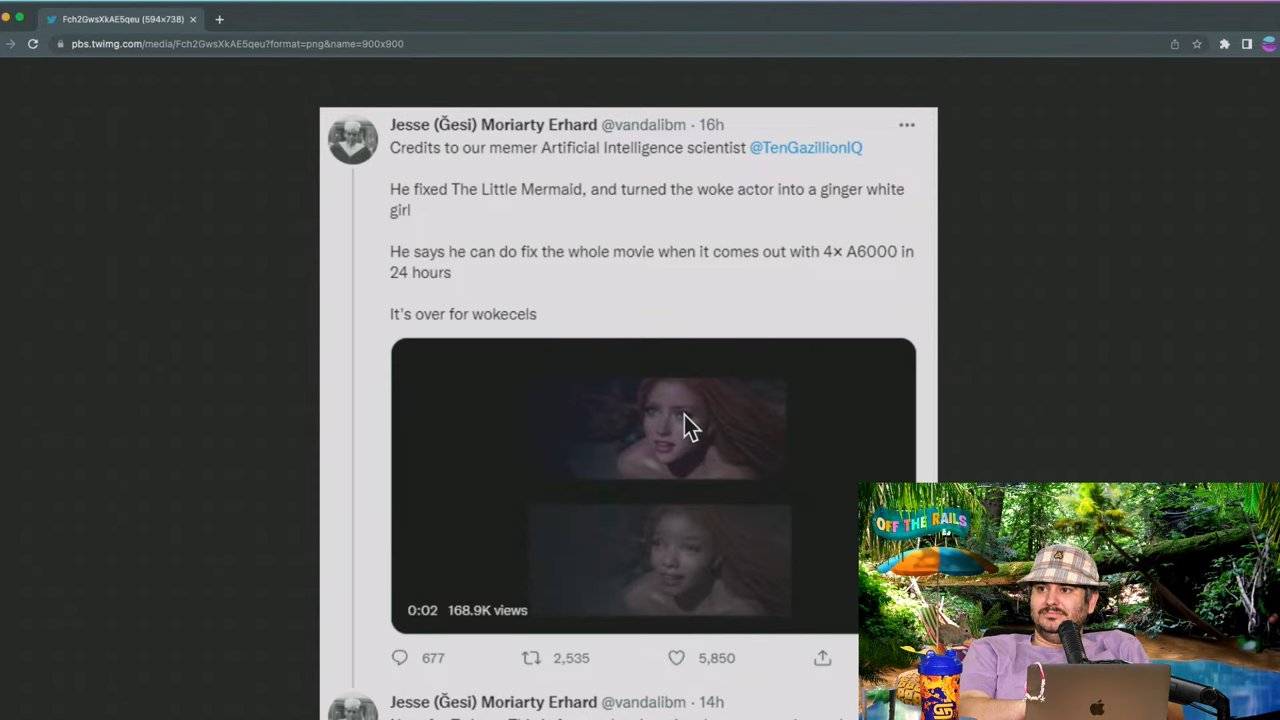 Fch2GwsXkAE5qeu (594×738)
pbs.twimg.com/media/Fch2GwsXkAE5qeu?format=png&name=900x900
Jesse (Ğesi) Moriarty Erhard @vandalibm · 16h
Credits to our memer Artificial Intelligence scientist @TenGazillionIQ
He fixed The Little Mermaid, and turned the woke actor into a ginger white
girl
He says he can do fix the whole movie when it comes out with 4× A6000 in
24 hours
It's over for wokecels
0:02 168.9K views
677 2,535 5,850
OFF THE RAILS
Jesse (Ğesi) Moriarty Erhard @vandalibm · 14h